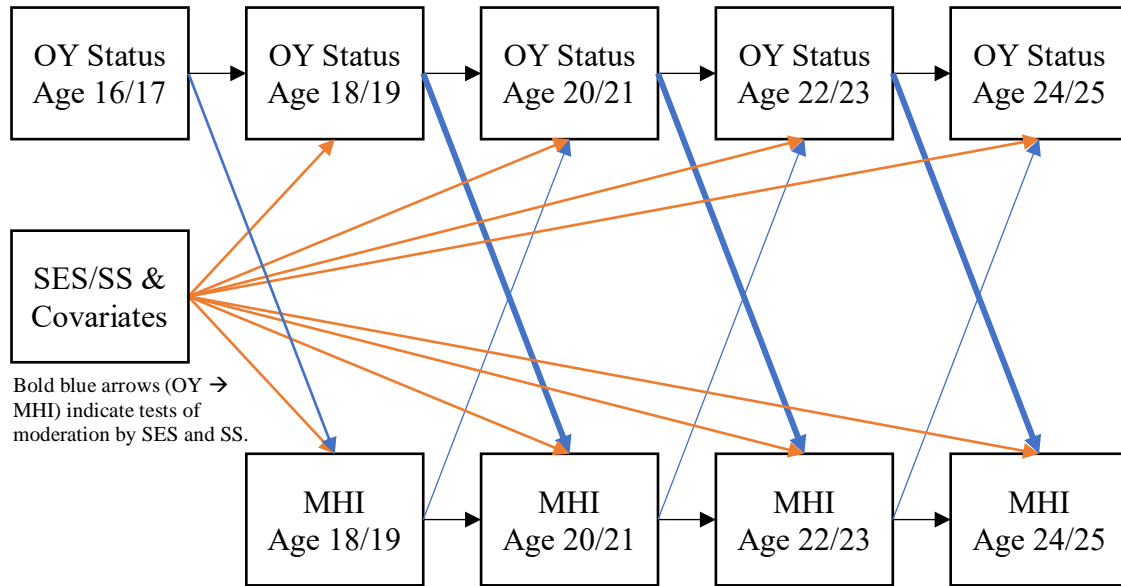 OY Status
Age 16/17
OY Status
Age 18/19
OY Status
Age 20/21
OY Status
Age 22/23
OY Status
Age 24/25
SES/SS &
Covariates
Bold blue arrows (OY →
MHI) indicate tests of
moderation by SES and SS.
MHI
Age 18/19
MHI
Age 20/21
MHI
Age 22/23
MHI
Age 24/25